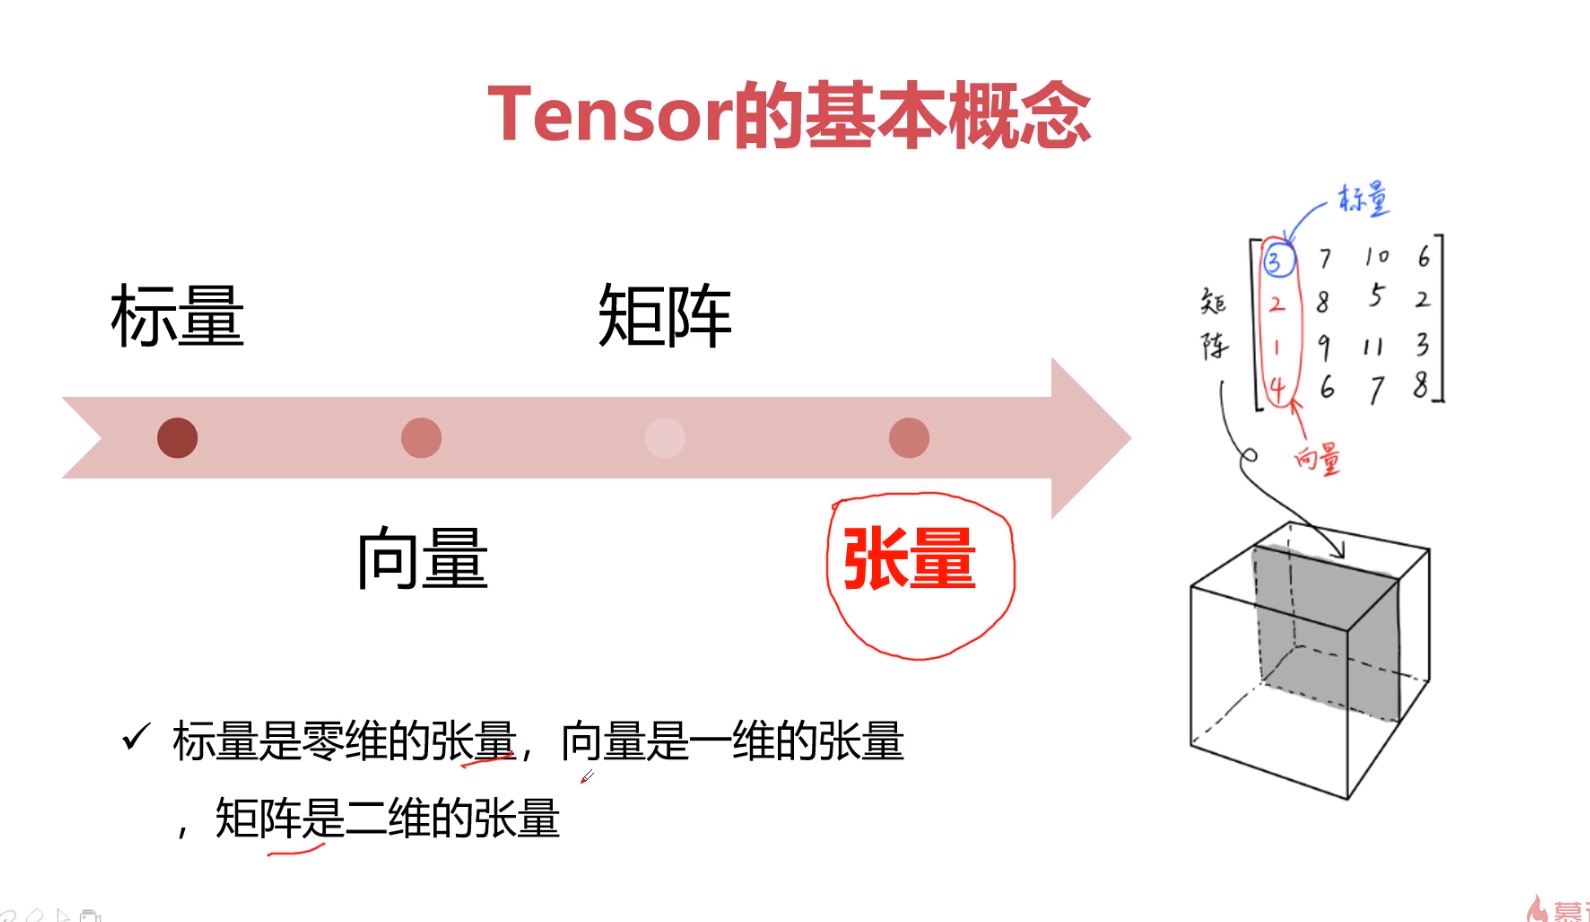 Tensor的基本概念
标量
矩阵
向量
张量
标量是零维的张量，向量是一维的张量
，矩阵是二维的张量
标量
3 7 10 6
2 8 5 2
1 9 11 3
4 6 7 8
矩
阵
向量